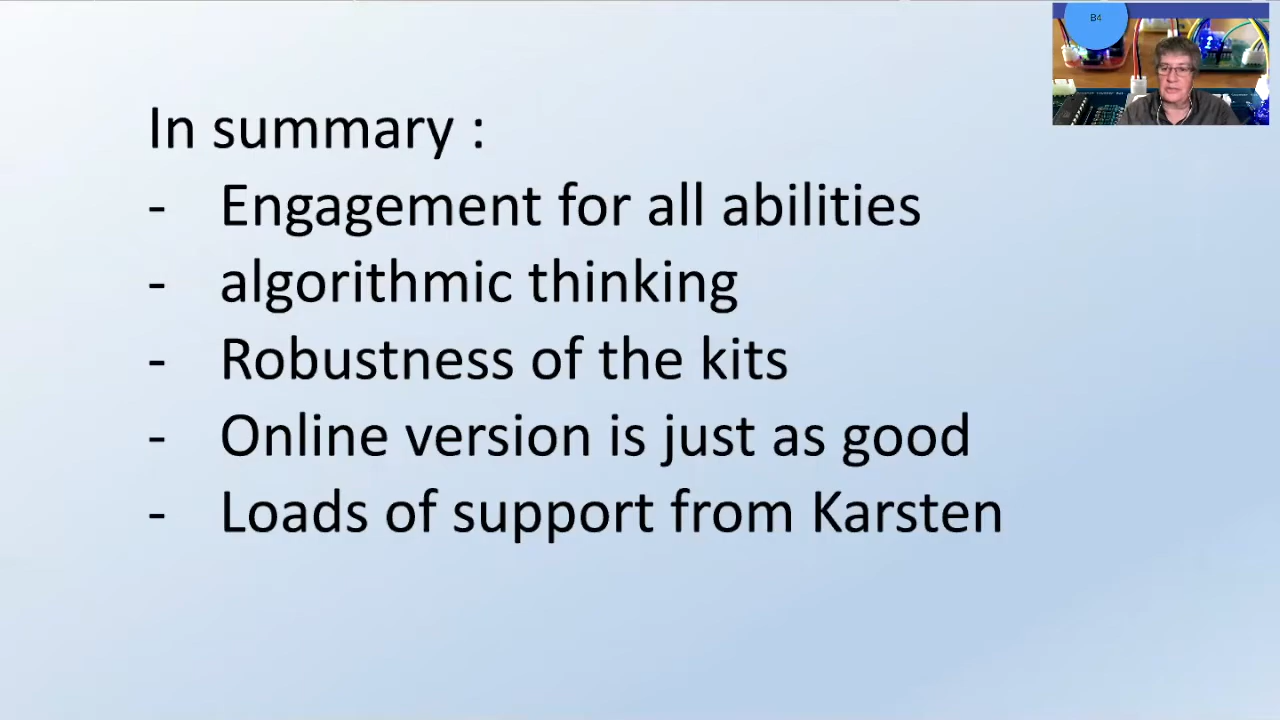 B4
In summary :
- Engagement for all abilities
- algorithmic thinking
- Robustness of the kits
- Online version is just as good
- Loads of support from Karsten